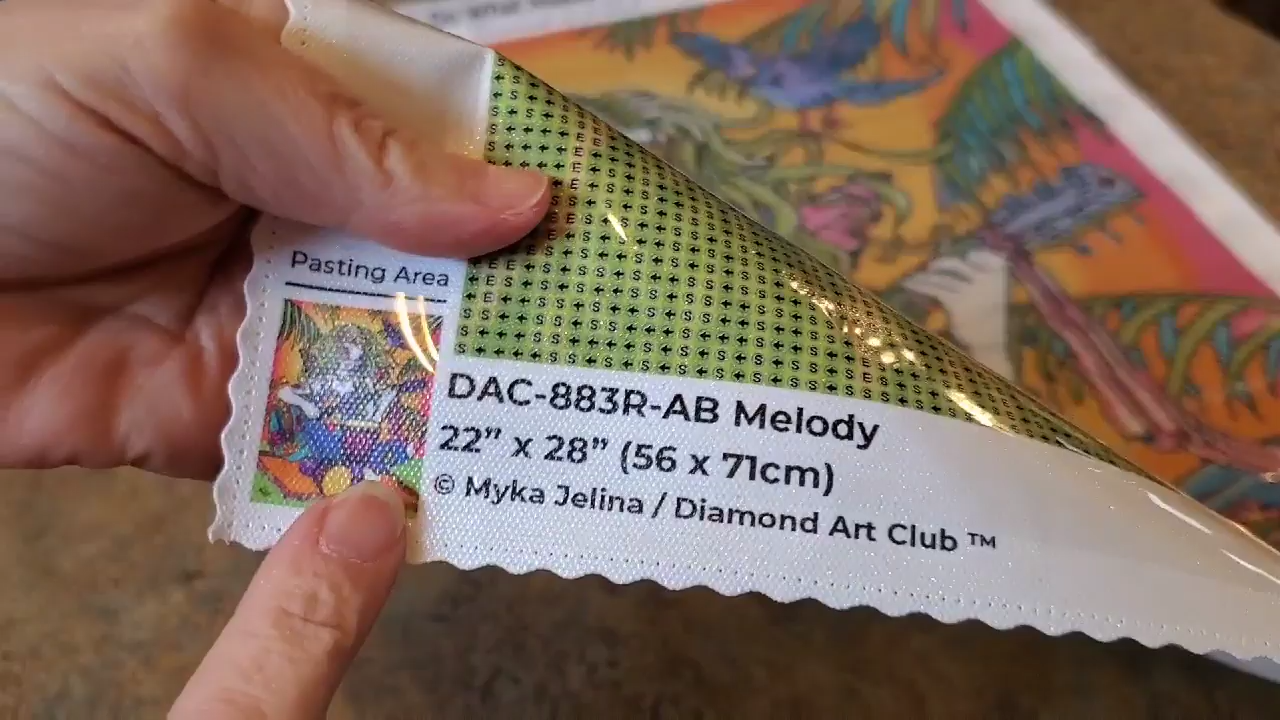 Pasting Area
DAC-883R-AB Melody
22” x 28” (56 x 71cm)
© Myka Jelina / Diamond Art Club ™